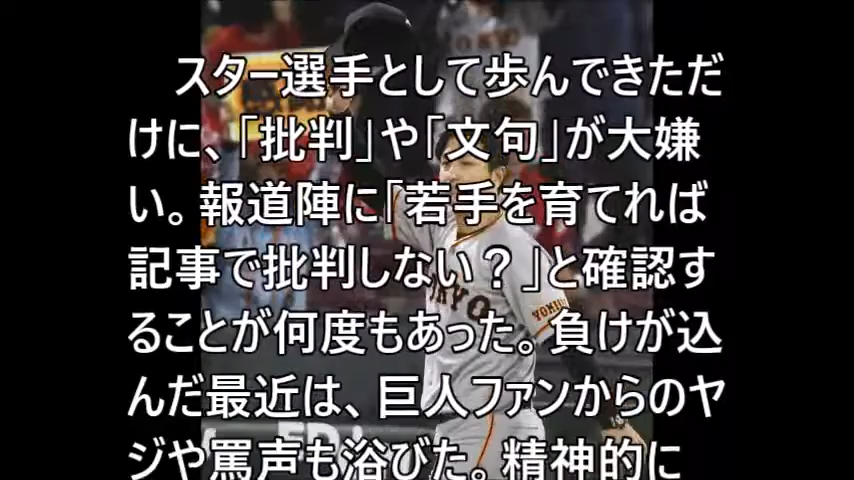 スター選手として歩んできただ
けに、「批判」や「文句」が大嫌
い。報道陣に「若手を育てれば
記事で批判しない？」と確認す
ることが何度もあった。負けが込
んだ最近は、巨人ファンからのヤ
ジや罵声も浴びた。精神的に
TOKYO
YOMIURI